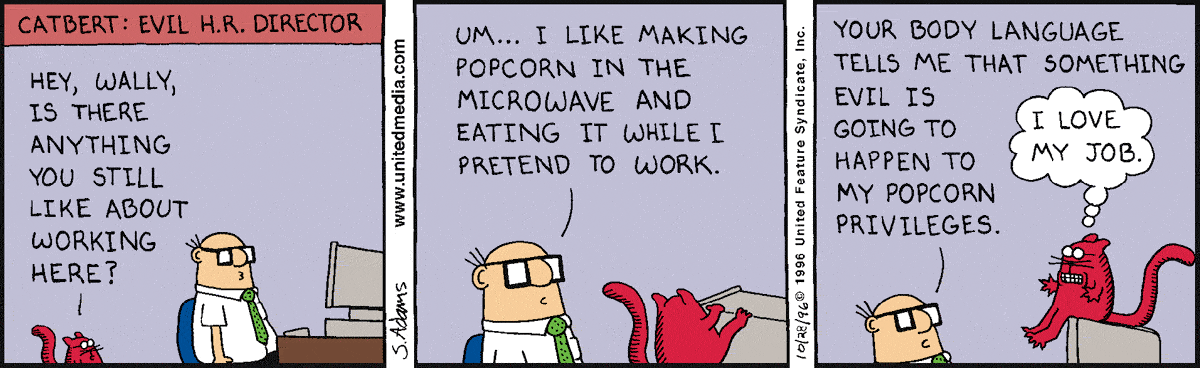 CATBERT: EVIL H.R. DIRECTOR
HEY, WALLY,
IS THERE
ANYTHING
YOU STILL
LIKE ABOUT
WORKING
HERE?
S. Adams
www.unitedmedia.com
UM... I LIKE MAKING
POPCORN IN THE
MICROWAVE AND
EATING IT WHILE I
PRETEND TO WORK.
10/28/96 © 1996 United Feature Syndicate, Inc.
YOUR BODY LANGUAGE
TELLS ME THAT SOMETHING
EVIL IS
GOING TO
HAPPEN TO
MY POPCORN
PRIVILEGES.
I LOVE
MY JOB.